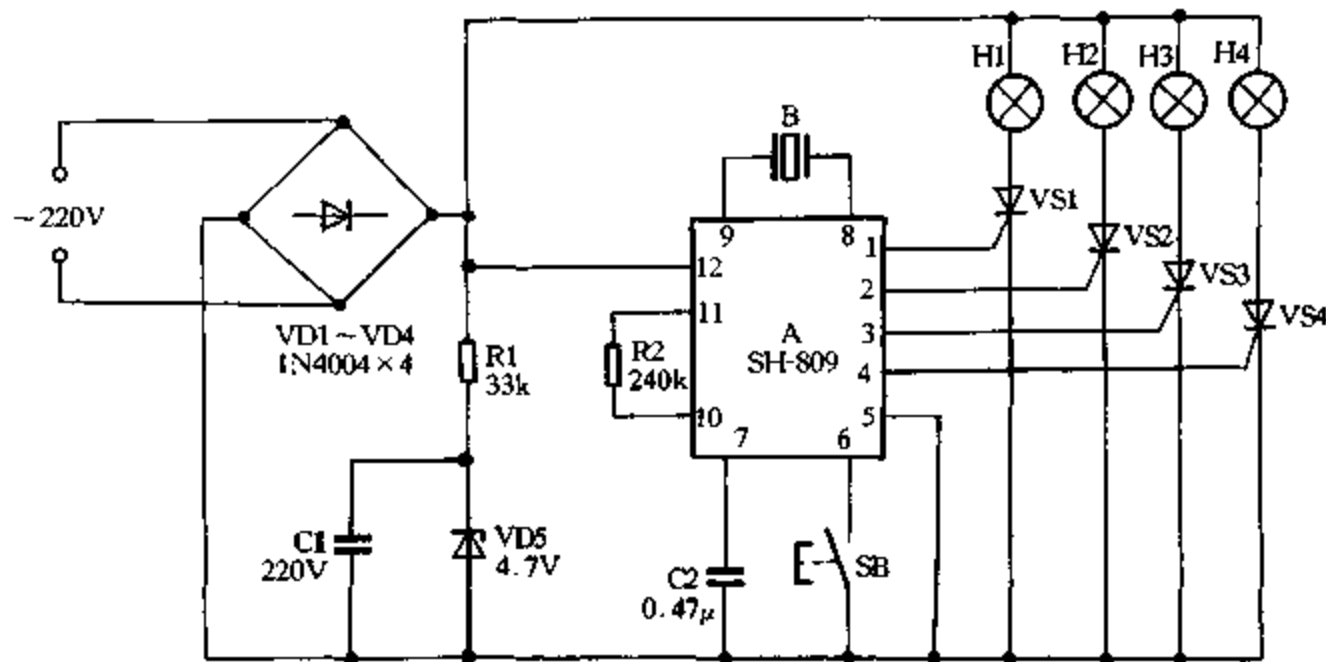 H1
H2
H3
H4
B
~220V
9
8
1
VS1
VS2
12
2
VS3
11
3
VS4
VD1~VD4
1N4004×4
R1
33k
R2
240k
A
SH-809
4
10
5
7
6
C1
220V
VD5
4.7V
C2
0.47μ
SB